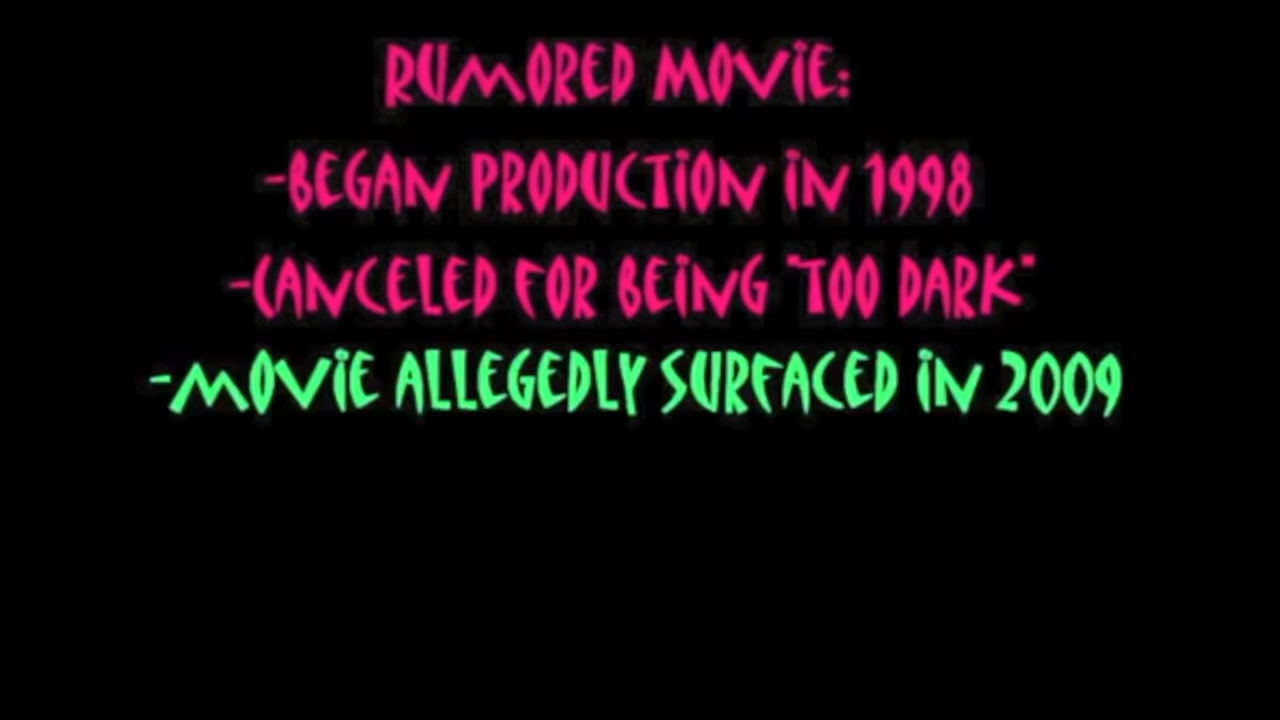 RUMORED MOVIE:
-BEGAN PRODUCTION IN 1998
-CANCELED FOR BEING "TOO DARK"
-MOVIE ALLEGEDLY SURFACED IN 2009